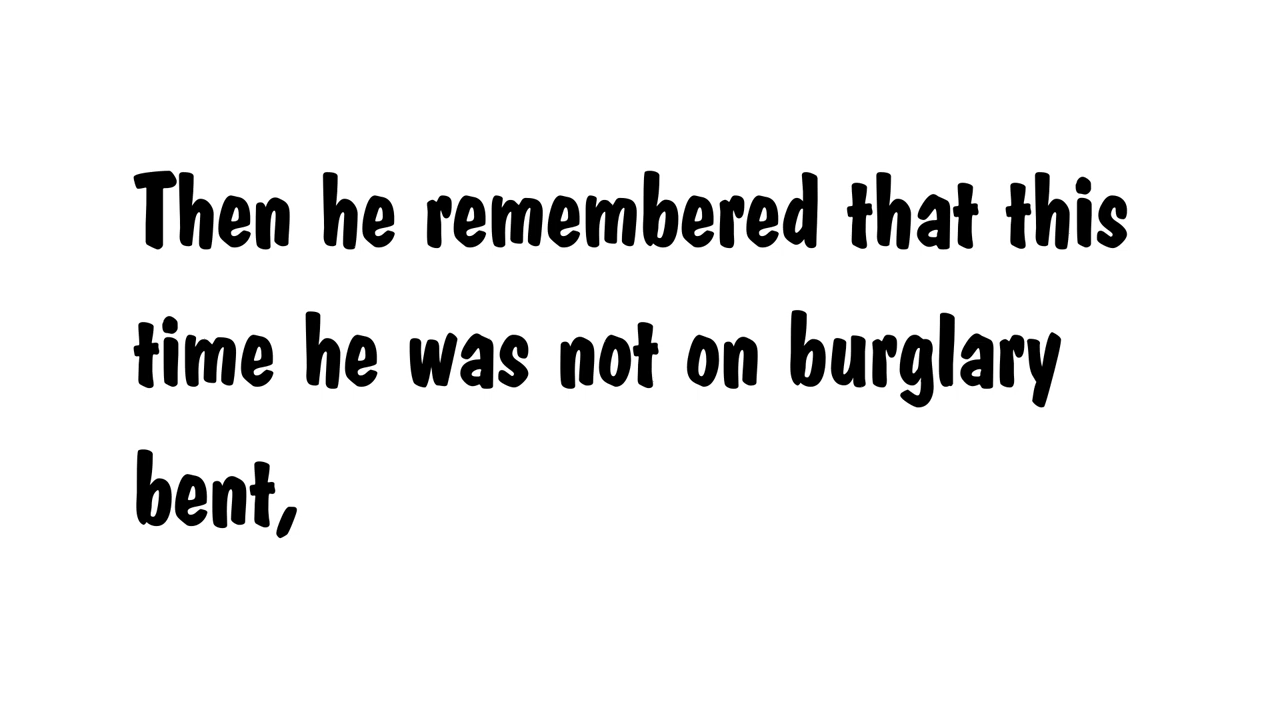 Then he remembered that this
time he was not on burglary
bent,